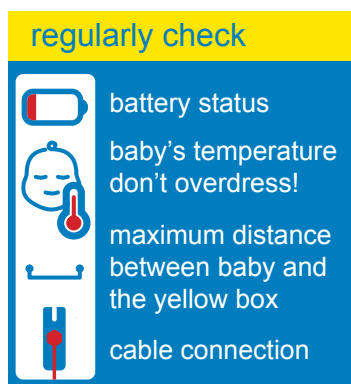 regularly check
battery status
baby's temperature
don't overdress!
maximum distance
between baby and
the yellow box
cable connection